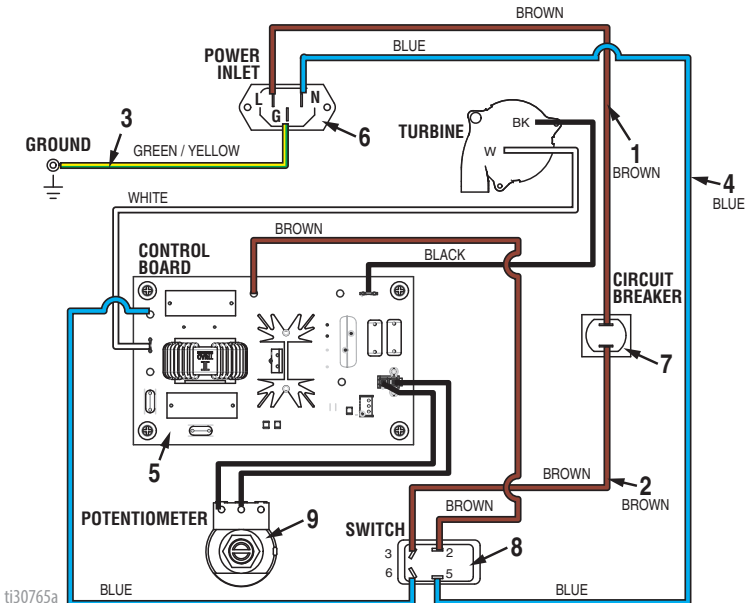 BROWN
BLUE
POWER
INLET
L
N
G
6
TURBINE
BK
W
3
GROUND
GREEN / YELLOW
1
BROWN
4
BLUE
WHITE
BROWN
CONTROL
BOARD
BLACK
CIRCUIT
BREAKER
7
5
BROWN
2
BROWN
POTENTIOMETER
9
SWITCH
BROWN
3
2
8
6
5
ti30765a
BLUE
BLUE